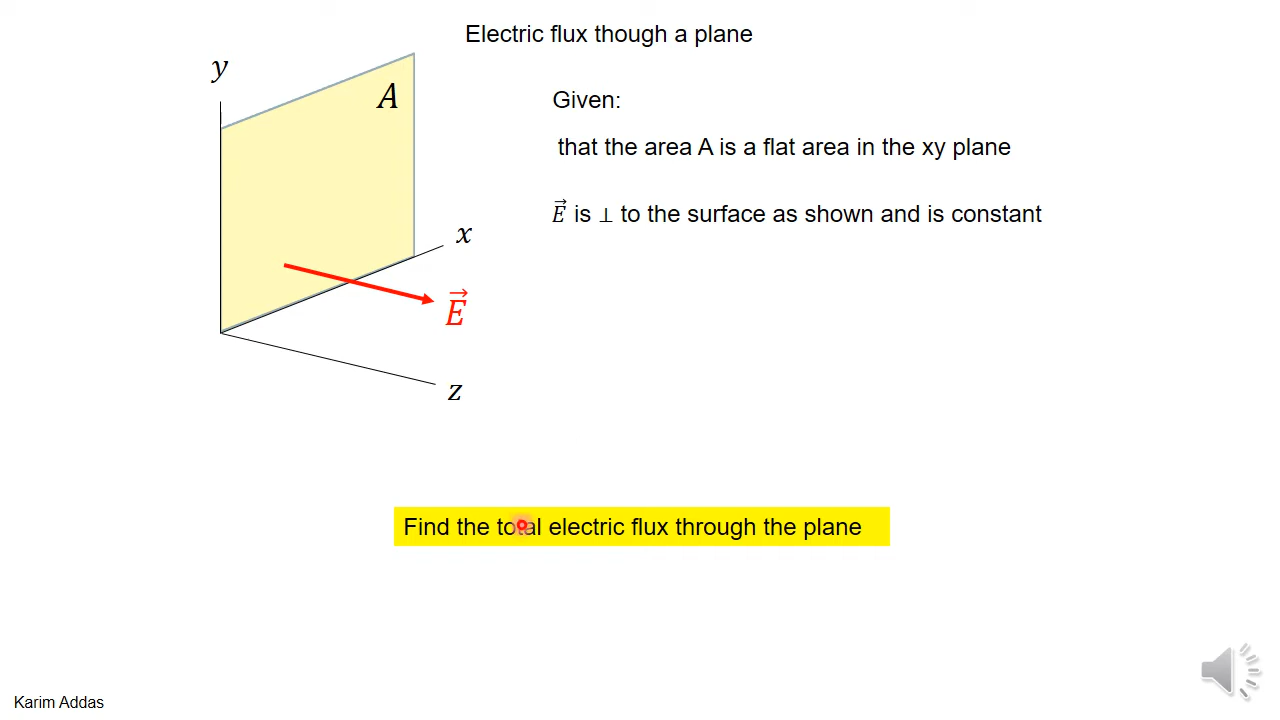 Electric flux though a plane
y
A
Given:
that the area A is a flat area in the xy plane
E⃗ is ⊥ to the surface as shown and is constant
x
E⃗
z
Find the total electric flux through the plane
Karim Addas